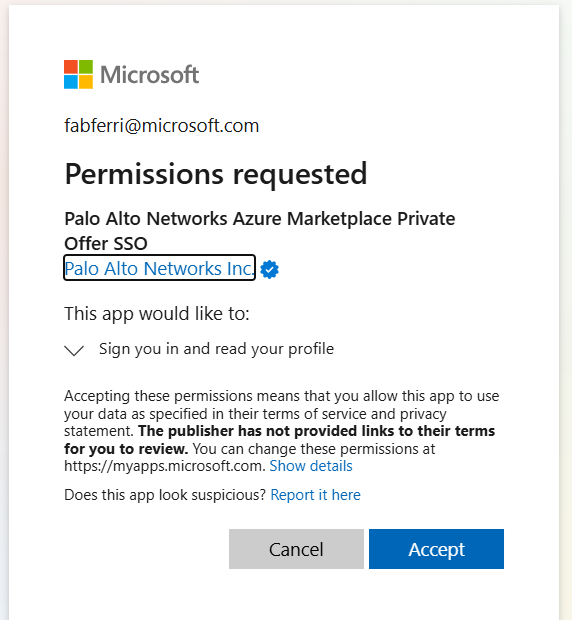 Microsoft
fabferri@microsoft.com
Permissions requested
Palo Alto Networks Azure Marketplace Private
Offer SSO
Palo Alto Networks Inc.
This app would like to:
Sign you in and read your profile
Accepting these permissions means that you allow this app to use
your data as specified in their terms of service and privacy
statement. The publisher has not provided links to their terms
for you to review. You can change these permissions at
https://myapps.microsoft.com. Show details
Does this app look suspicious? Report it here
Cancel Accept